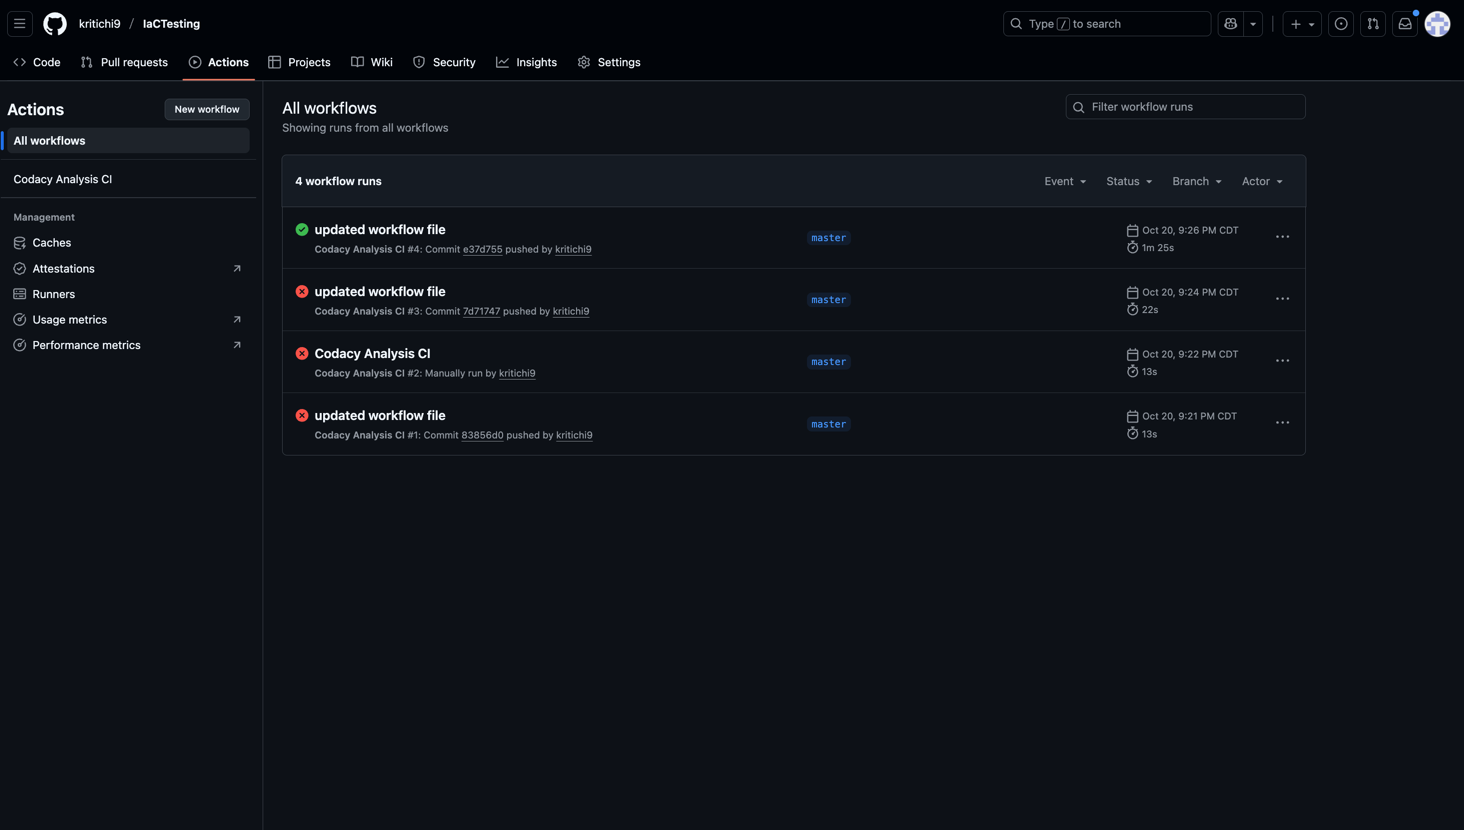 kritichi9 / IaCTesting
Type / to search
Code
Pull requests
Actions
Projects
Wiki
Security
Insights
Settings
Actions
New workflow
All workflows
Codacy Analysis CI
Management
Caches
Attestations
Runners
Usage metrics
Performance metrics
All workflows
Showing runs from all workflows
Filter workflow runs
4 workflow runs
Event
Status
Branch
Actor
updated workflow file
Codacy Analysis CI #4: Commit e37d755 pushed by kritichi9
master
Oct 20, 9:26 PM CDT
1m 25s
updated workflow file
Codacy Analysis CI #3: Commit 7d71747 pushed by kritichi9
master
Oct 20, 9:24 PM CDT
22s
Codacy Analysis CI
Codacy Analysis CI #2: Manually run by kritichi9
master
Oct 20, 9:22 PM CDT
13s
updated workflow file
Codacy Analysis CI #1: Commit 83856d0 pushed by kritichi9
master
Oct 20, 9:21 PM CDT
13s